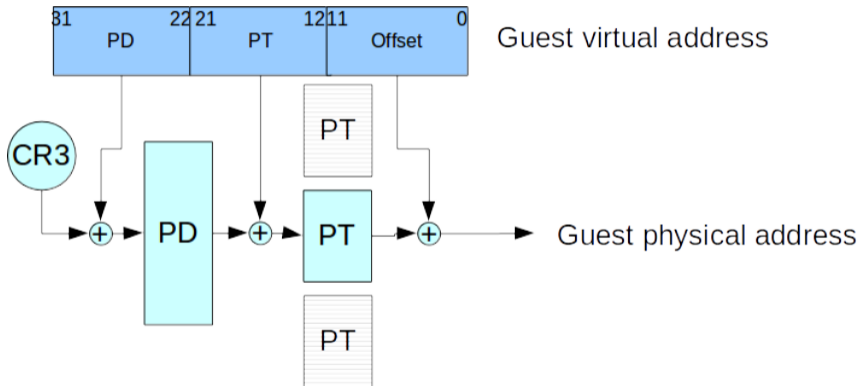 31 22 21 12 11 0
PD PT Offset
Guest virtual address
PT
CR3
PD
PT
Guest physical address
PT